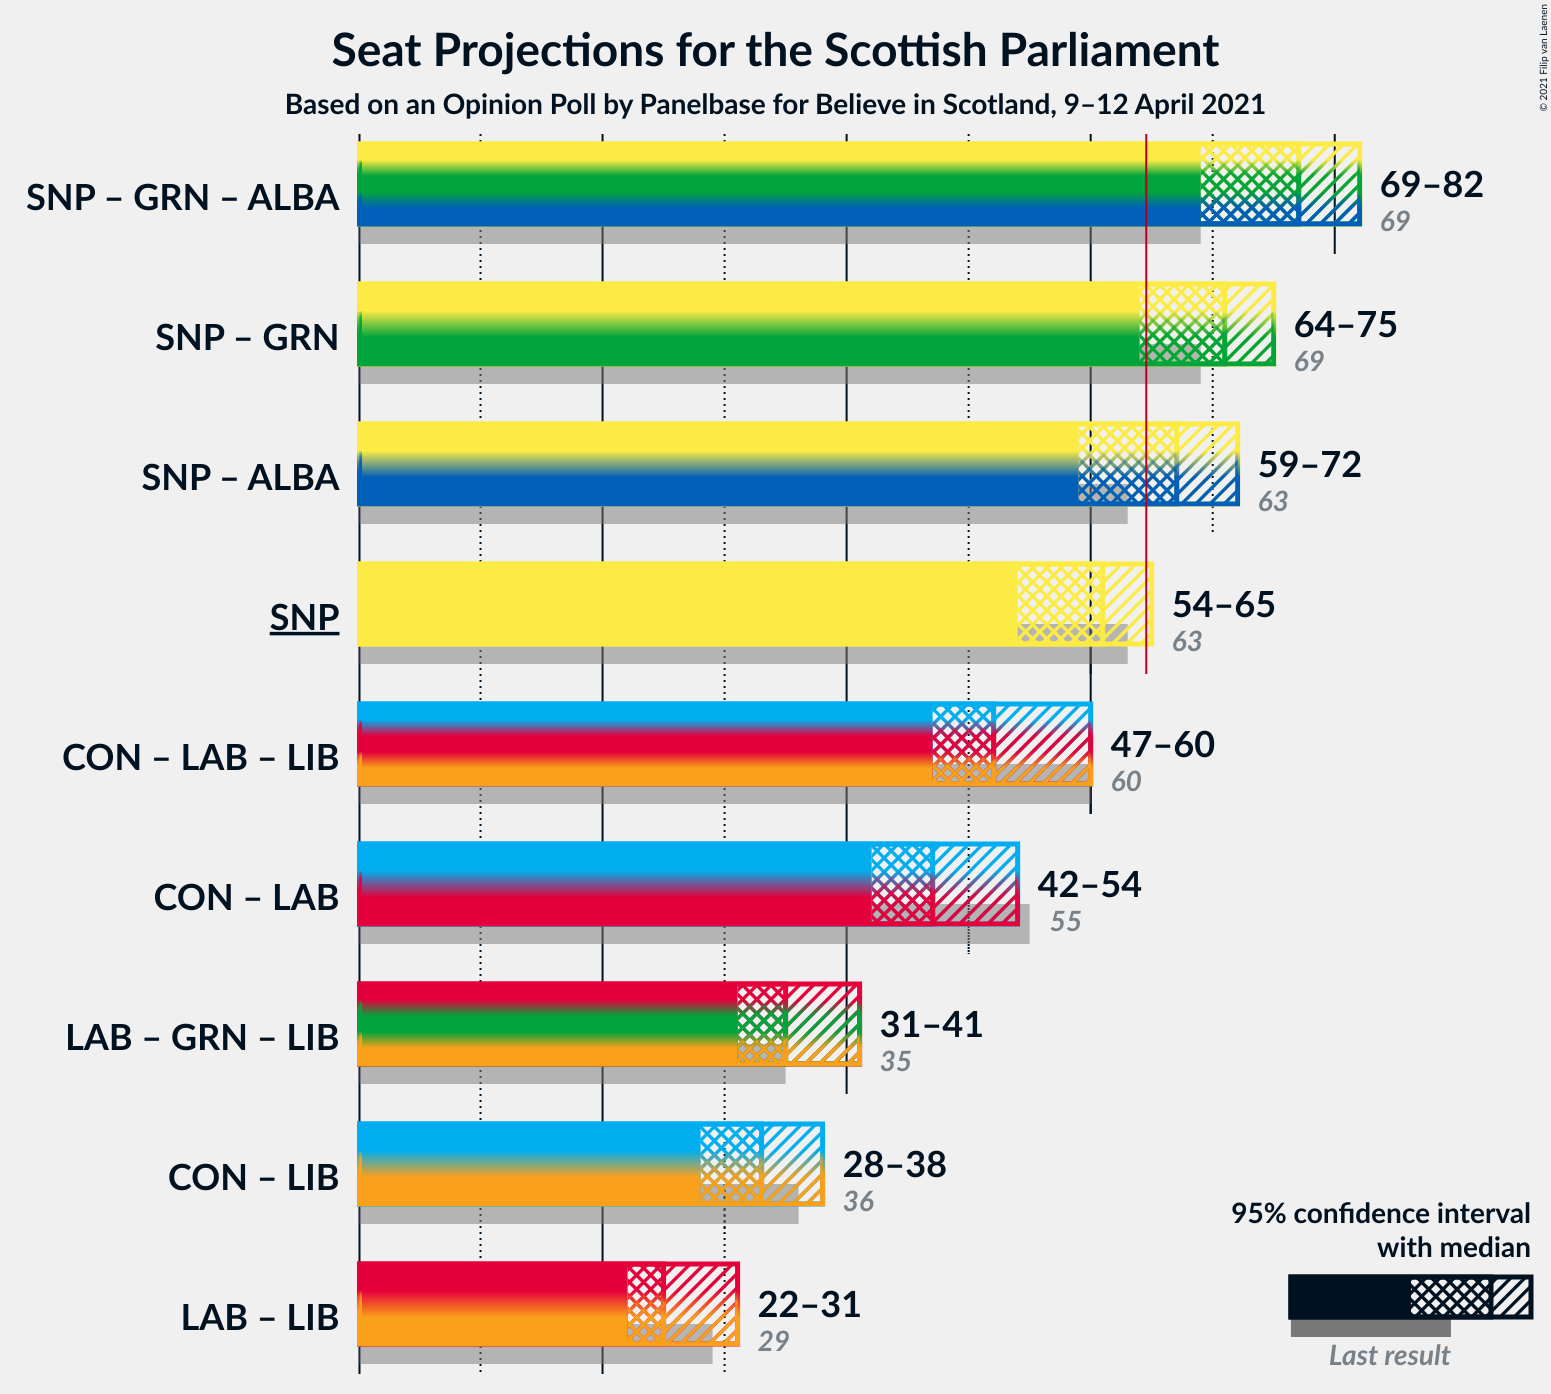 Seat Projections for the Scottish Parliament
Based on an Opinion Poll by Panelbase for Believe in Scotland, 9–12 April 2021
© 2021 Filip van Laenen
SNP – GRN – ALBA
69–82
69
SNP – GRN
64–75
69
SNP – ALBA
59–72
63
SNP
54–65
63
CON – LAB – LIB
47–60
60
CON – LAB
42–54
55
LAB – GRN – LIB
31–41
35
CON – LIB
28–38
36
LAB – LIB
22–31
29
95% confidence interval
with median
Last result